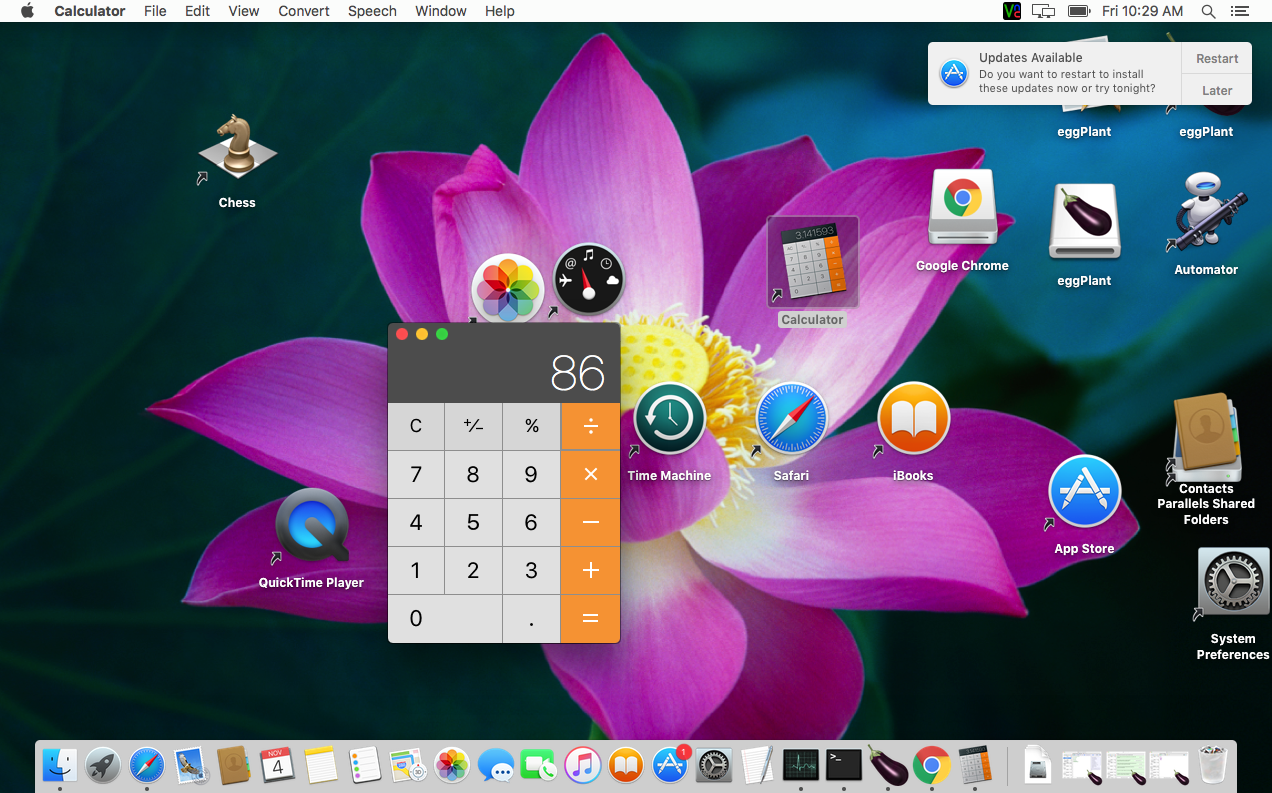 Calculator File Edit View Convert Speech Window Help
Fri 10:29 AM
Updates Available
Do you want to restart to install
these updates now or try tonight?
Restart
Later
eggPlant
eggPlant
Chess
Google Chrome
eggPlant
Automator
3.141593
Calculator
86
C +/− % ÷
7 8 9 ×
4 5 6 −
1 2 3 +
0 . =
Time Machine
Safari
iBooks
QuickTime Player
App Store
Contacts
Parallels Shared
Folders
System
Preferences
NOV
4
1